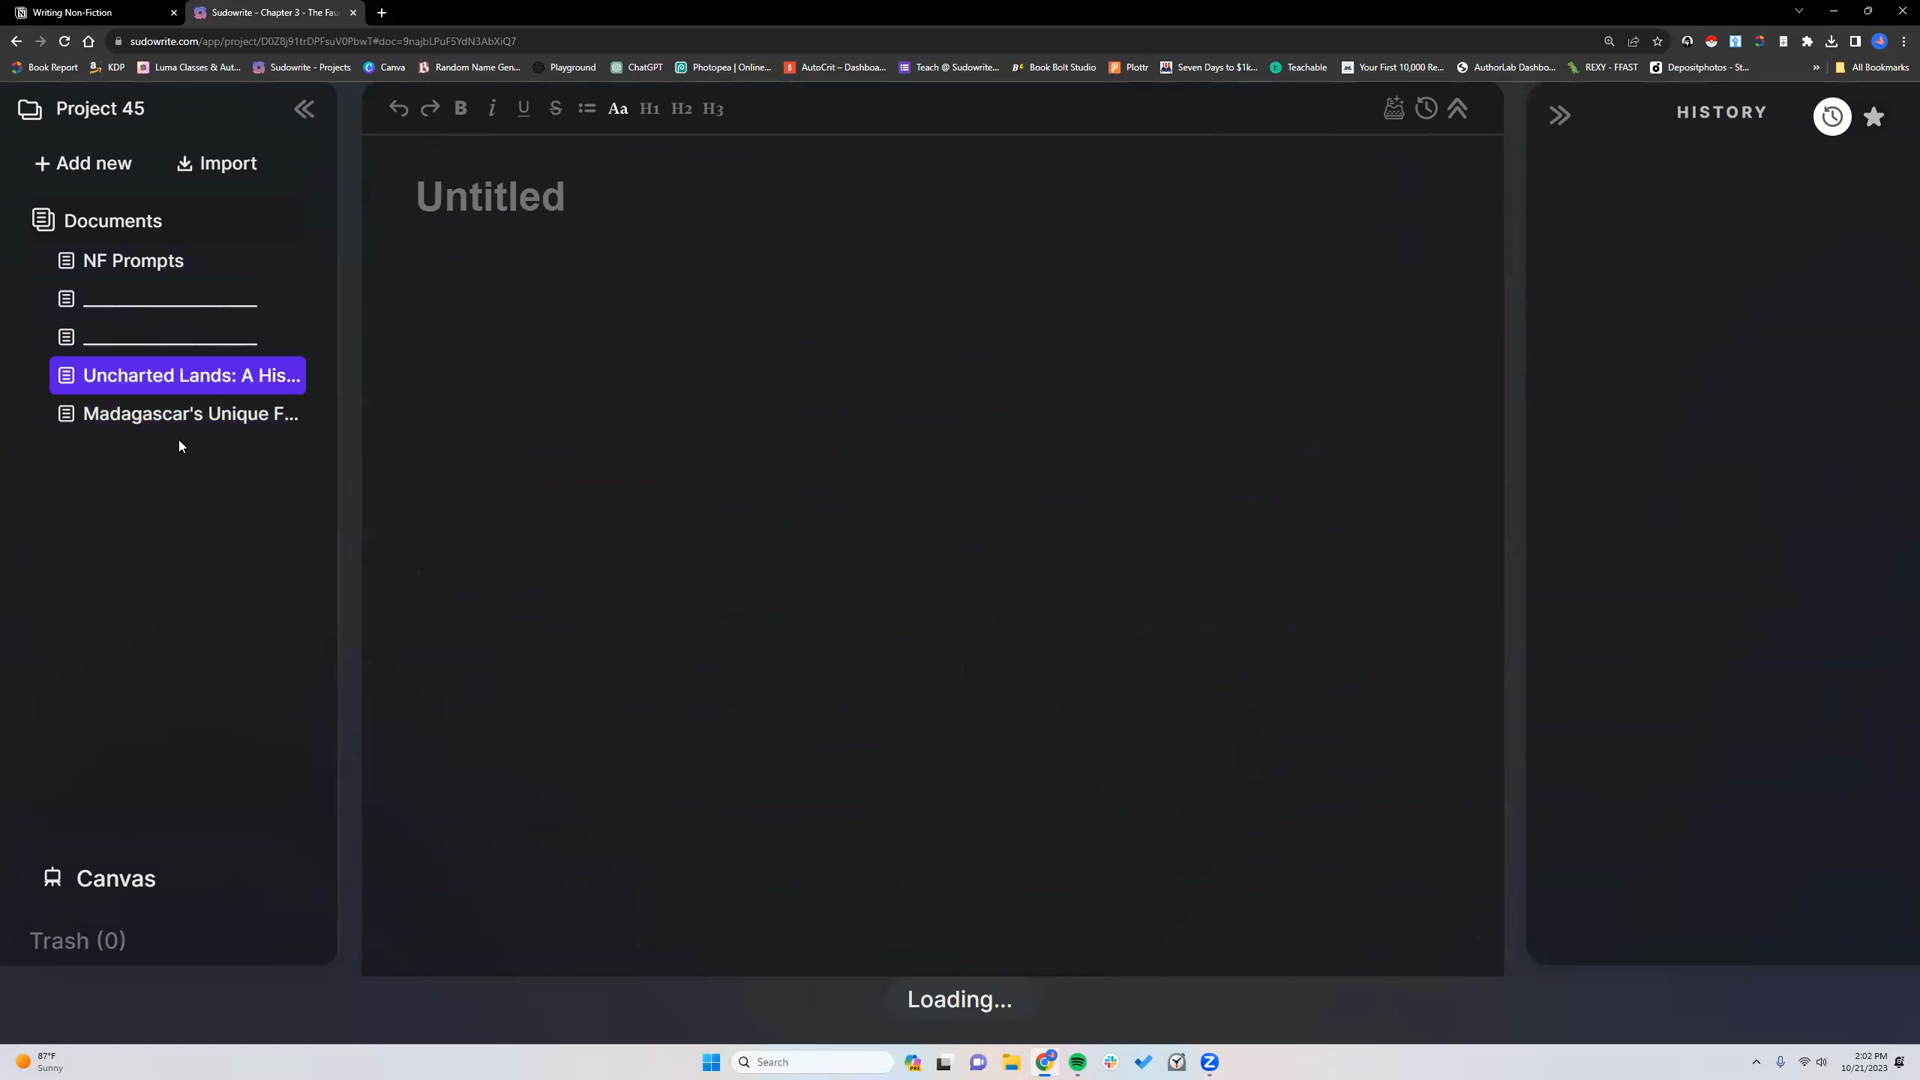 Writing Non-Fiction
Sudowrite - Chapter 3 - The Fau
sudowrite.com/app/project/D0Z8j91trDPFsuV0PbwT#doc=9najbLPuF5YdN3AbXiQ7
Book Report
KDP
Luma Classes & Aut...
Sudowrite - Projects
Canva
Random Name Gen...
Playground
ChatGPT
Photopea | Online...
AutoCrit – Dashboa...
Teach @ Sudowrite...
Book Bolt Studio
Plottr
Seven Days to $1k...
Teachable
Your First 10,000 Re...
AuthorLab Dashbo...
REXY - FFAST
Depositphotos - St...
»
All Bookmarks
Project 45
+ Add new
Import
Documents
NF Prompts
Uncharted Lands: A His...
Madagascar's Unique F...
Canvas
Trash (0)
B i U S Aa H1 H2 H3
Untitled
HISTORY
Loading...
87°F
Sunny
Search
2:02 PM
10/21/2023